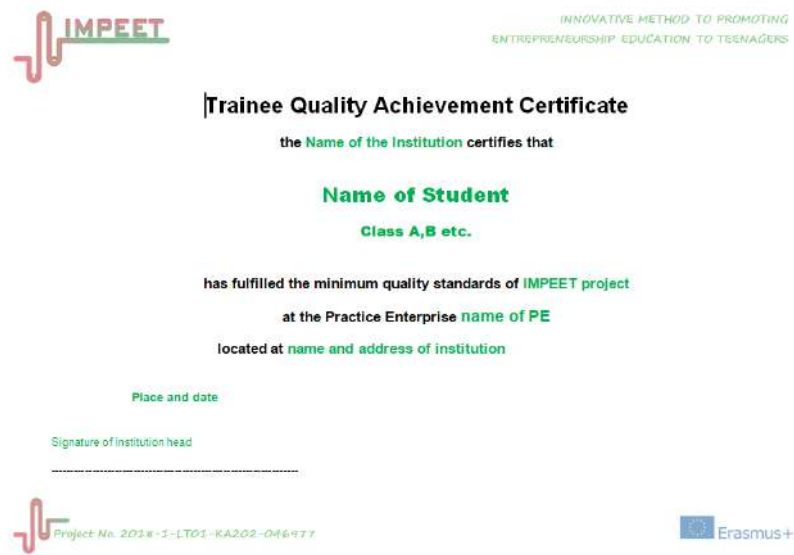 IMPEET
INNOVATIVE METHOD TO PROMOTING
ENTREPRENEURSHIP EDUCATION TO TEENAGERS
Trainee Quality Achievement Certificate
the Name of the Institution certifies that
Name of Student
Class A,B etc.
has fulfilled the minimum quality standards of IMPEET project
at the Practice Enterprise name of PE
located at name and address of institution
Place and date
Signature of institution head
Project No. 2018-1-LT01-KA202-046977
Erasmus+